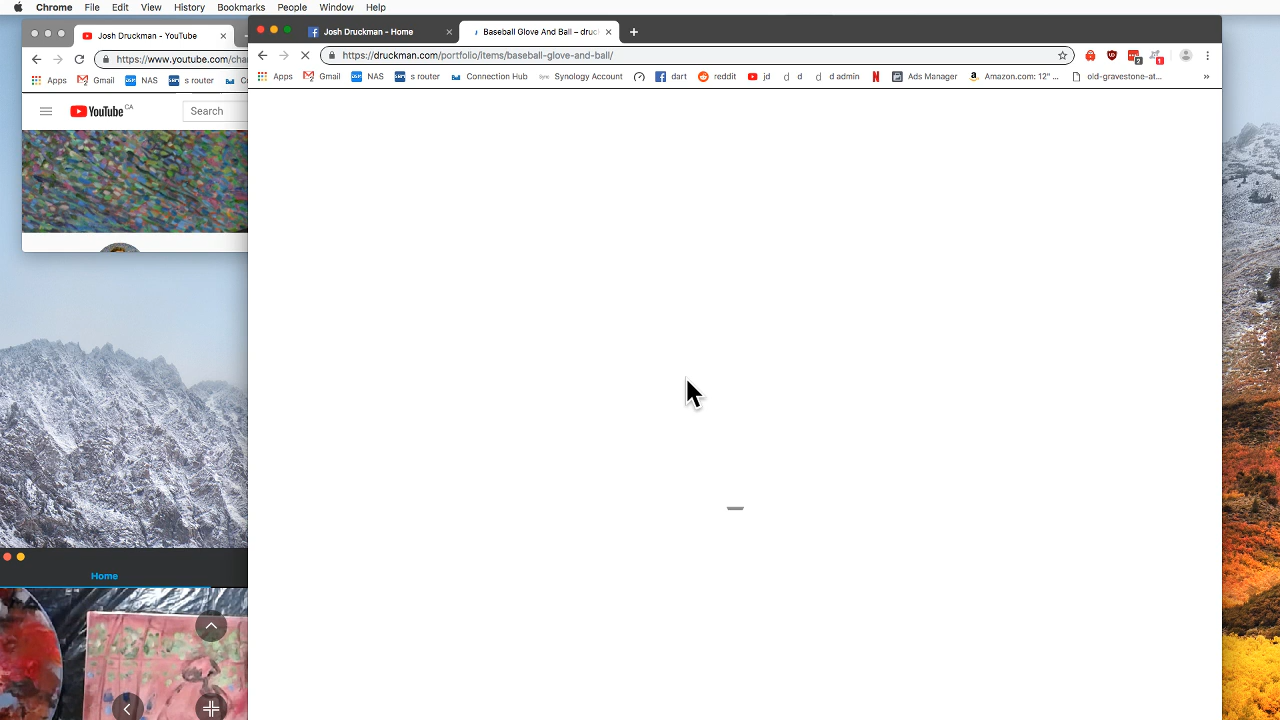 Chrome File Edit View History Bookmarks People Window Help
Josh Druckman - YouTube
https://www.youtube.com/cha
Apps Gmail NAS s router
YouTube CA
Search
Josh Druckman - Home
Baseball Glove And Ball – druc
https://druckman.com/portfolio/items/baseball-glove-and-ball/
Apps Gmail NAS s router Connection Hub Synology Account dart reddit jd d d admin Ads Manager Amazon.com: 12" ... old-gravestone-at...
Home